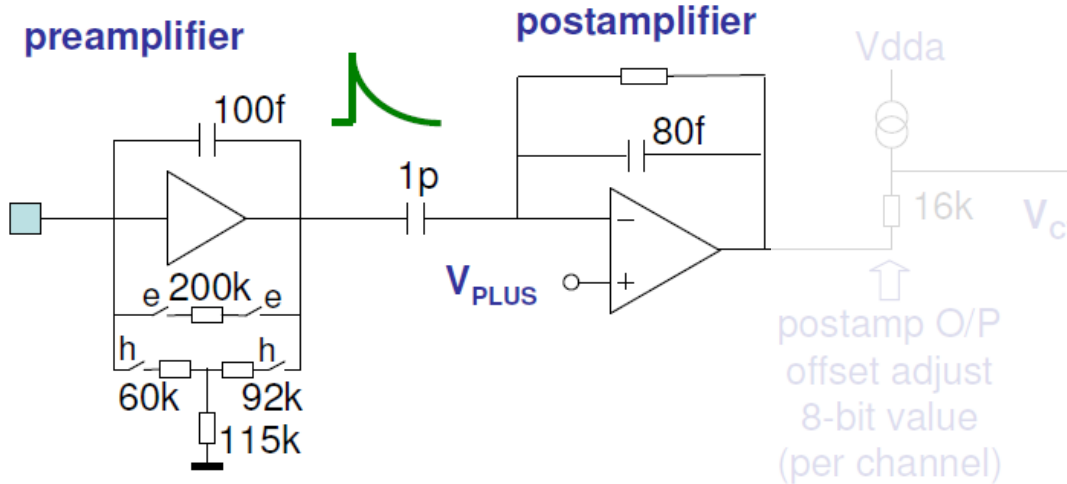 preamplifier
postamplifier
Vdda
100f
80f
1p
16k
V_C
V_PLUS
e 200k e
h h
60k 92k
115k
postamp O/P
offset adjust
8-bit value
(per channel)